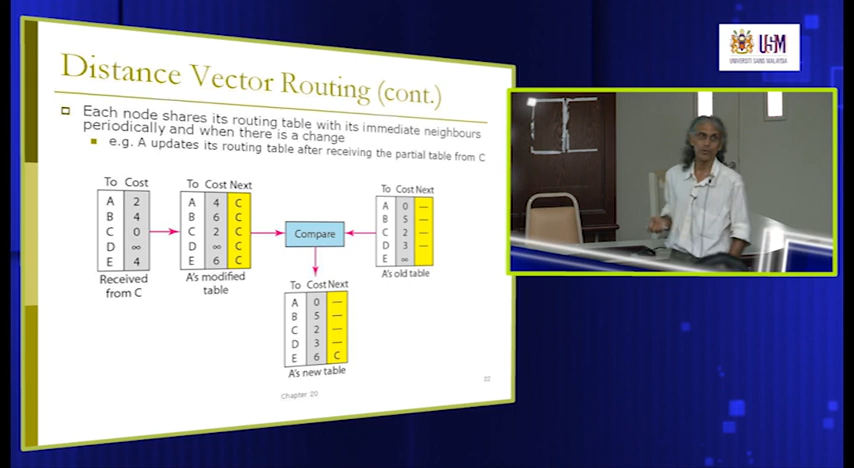 USM
UNIVERSITI SAINS MALAYSIA
Distance Vector Routing (cont.)
Each node shares its routing table with its immediate neighbours
periodically and when there is a change
e.g. A updates its routing table after receiving the partial table from C
To Cost
A 2
B 4
C 0
D ∞
E 4
Received
from C
To Cost Next
A 4 C
B 6 C
C 2 C
D ∞ C
E 6 C
A's modified
table
Compare
To Cost Next
A 0 —
B 5 —
C 2 —
D 3 —
E ∞
A's old table
To Cost Next
A 0 —
B 5 —
C 2 —
D 3 —
E 6 C
A's new table
Chapter 20
22